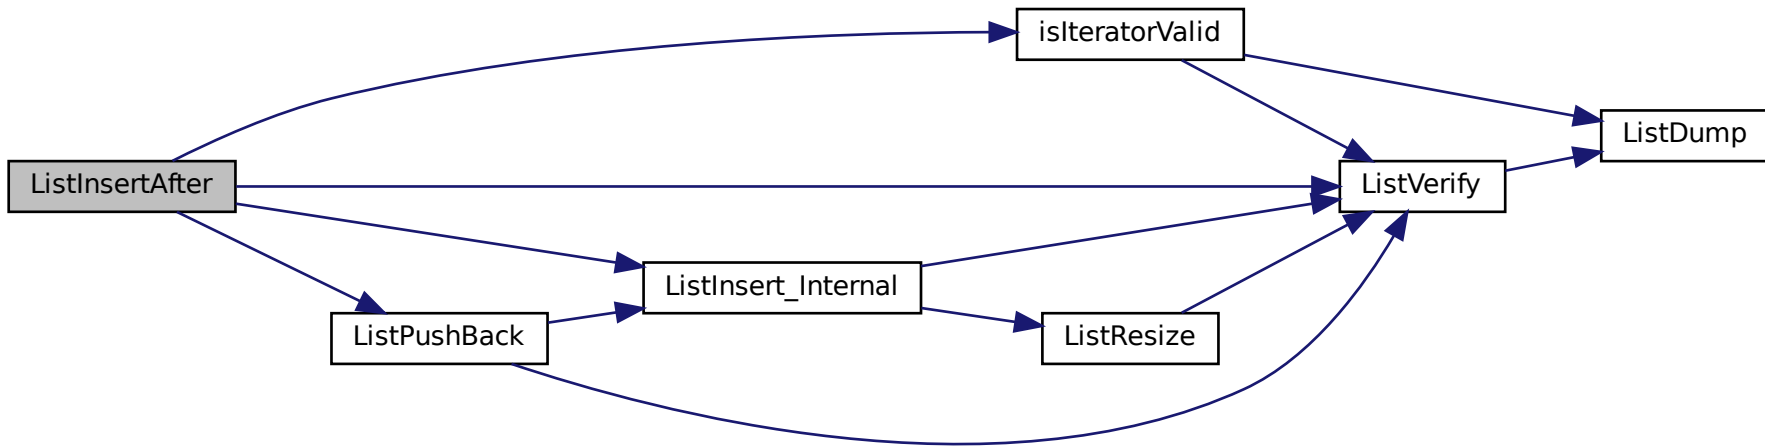 isIteratorValid
ListDump
ListInsertAfter
ListVerify
ListInsert_Internal
ListPushBack
ListResize